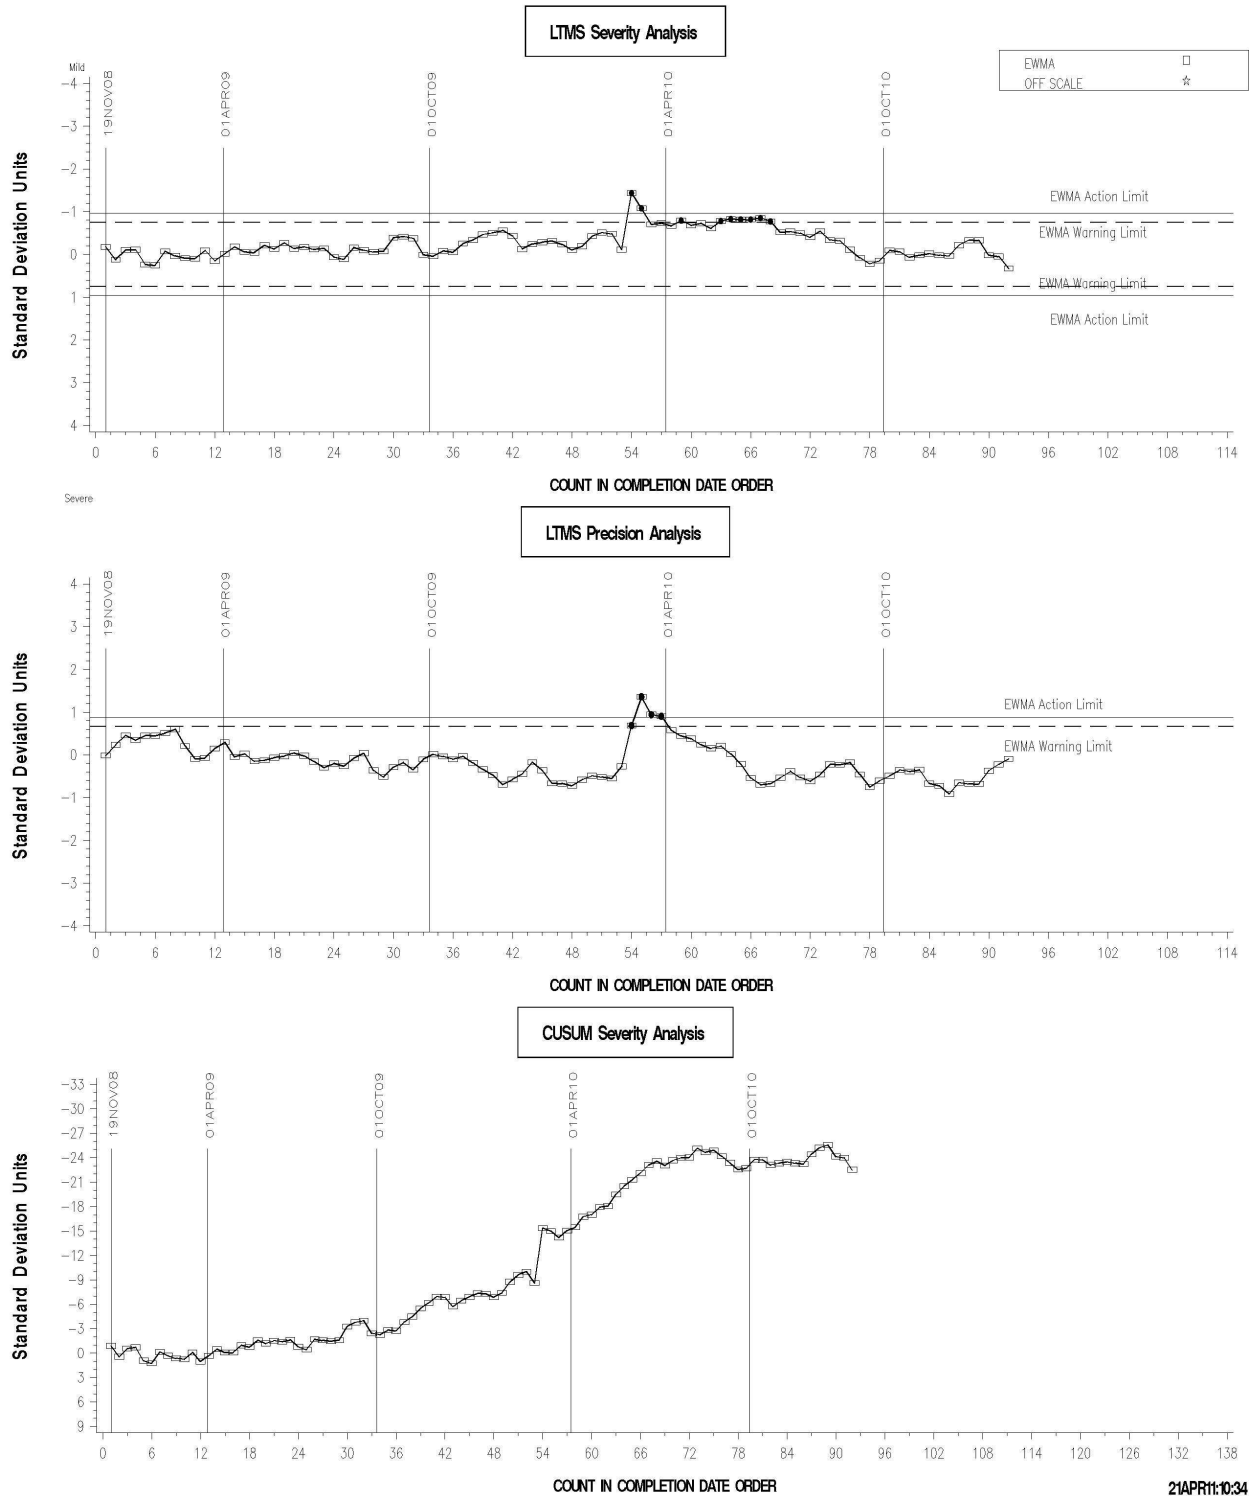 LTMS Severity Analysis
EWMA
OFF SCALE
Mild
Standard Deviation Units
-4
-3
-2
-1
0
1
2
3
4
19NOV08
01APR09
01OCT09
01APR10
01OCT10
EWMA Action Limit
EWMA Warning Limit
EWMA Warning Limit
EWMA Action Limit
0 6 12 18 24 30 36 42 48 54 60 66 72 78 84 90 96 102 108 114
COUNT IN COMPLETION DATE ORDER
Severe
LTMS Precision Analysis
Standard Deviation Units
4
3
2
1
0
-1
-2
-3
-4
19NOV08
01APR09
01OCT09
01APR10
01OCT10
EWMA Action Limit
EWMA Warning Limit
0 6 12 18 24 30 36 42 48 54 60 66 72 78 84 90 96 102 108 114
COUNT IN COMPLETION DATE ORDER
CUSUM Severity Analysis
Standard Deviation Units
-33
-30
-27
-24
-21
-18
-15
-12
-9
-6
-3
0
3
6
9
19NOV08
01APR09
01OCT09
01APR10
01OCT10
0 6 12 18 24 30 36 42 48 54 60 66 72 78 84 90 96 102 108 114 120 126 132 138
COUNT IN COMPLETION DATE ORDER
21APR11:10:34